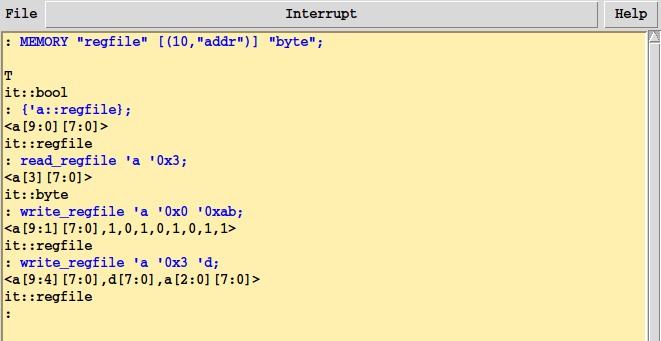 File Interrupt Help
: MEMORY "regfile" [(10,"addr")] "byte";
T
it::bool
: {'a::regfile};
<a[9:0][7:0]>
it::regfile
: read_regfile 'a '0x3;
<a[3][7:0]>
it::byte
: write_regfile 'a '0x0 '0xab;
<a[9:1][7:0],1,0,1,0,1,0,1,1>
it::regfile
: write_regfile 'a '0x3 'd;
<a[9:4][7:0],d[7:0],a[2:0][7:0]>
it::regfile
: